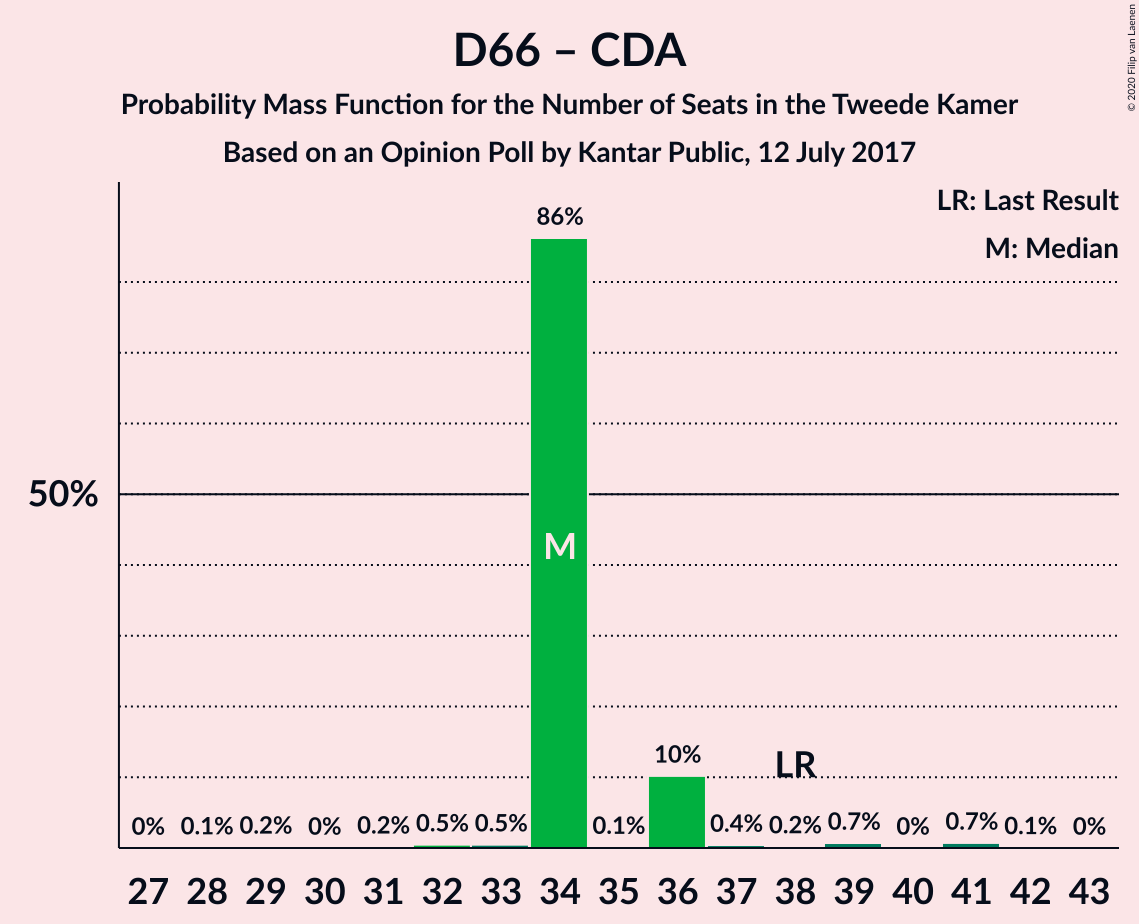 D66 – CDA
Probability Mass Function for the Number of Seats in the Tweede Kamer
Based on an Opinion Poll by Kantar Public, 12 July 2017
© 2020 Filip van Laenen
LR: Last Result
M: Median
86%
50%
M
10%
LR
0% 0.1% 0.2% 0% 0.2% 0.5% 0.5% 0.1% 0.4% 0.2% 0.7% 0% 0.7% 0.1% 0%
27 28 29 30 31 32 33 34 35 36 37 38 39 40 41 42 43